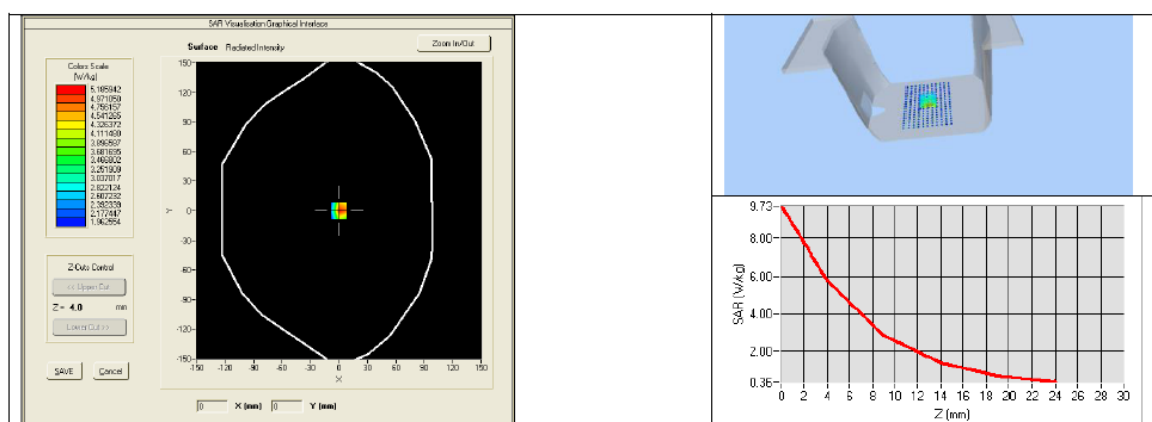 SAR Visualisation Graphical Interface
Surface Radiated Intensity
Zoom In/Out
Colors Scale
(W/kg)
5.185942
4.971050
4.756157
4.541265
4.326372
4.111480
3.896587
3.681695
3.466802
3.251909
3.037017
2.822124
2.607232
2.392339
2.177447
1.962554
Z-Cuts Control
<< Upper Cut
Z = 4.0 mm
Lower Cut >>
SAVE Cancel
150-
120-
90-
60-
30-
0-
-30-
-60-
-90-
-120-
-150-
Y
-150 -120 -90 -60 -30 0 30 60 90 120 150
X
0 X (mm) 0 Y (mm)
9.73-
8.00-
6.00-
4.00-
2.00-
0.36-
SAR (W/kg)
0 2 4 6 8 10 12 14 16 18 20 22 24 26 28 30
Z (mm)